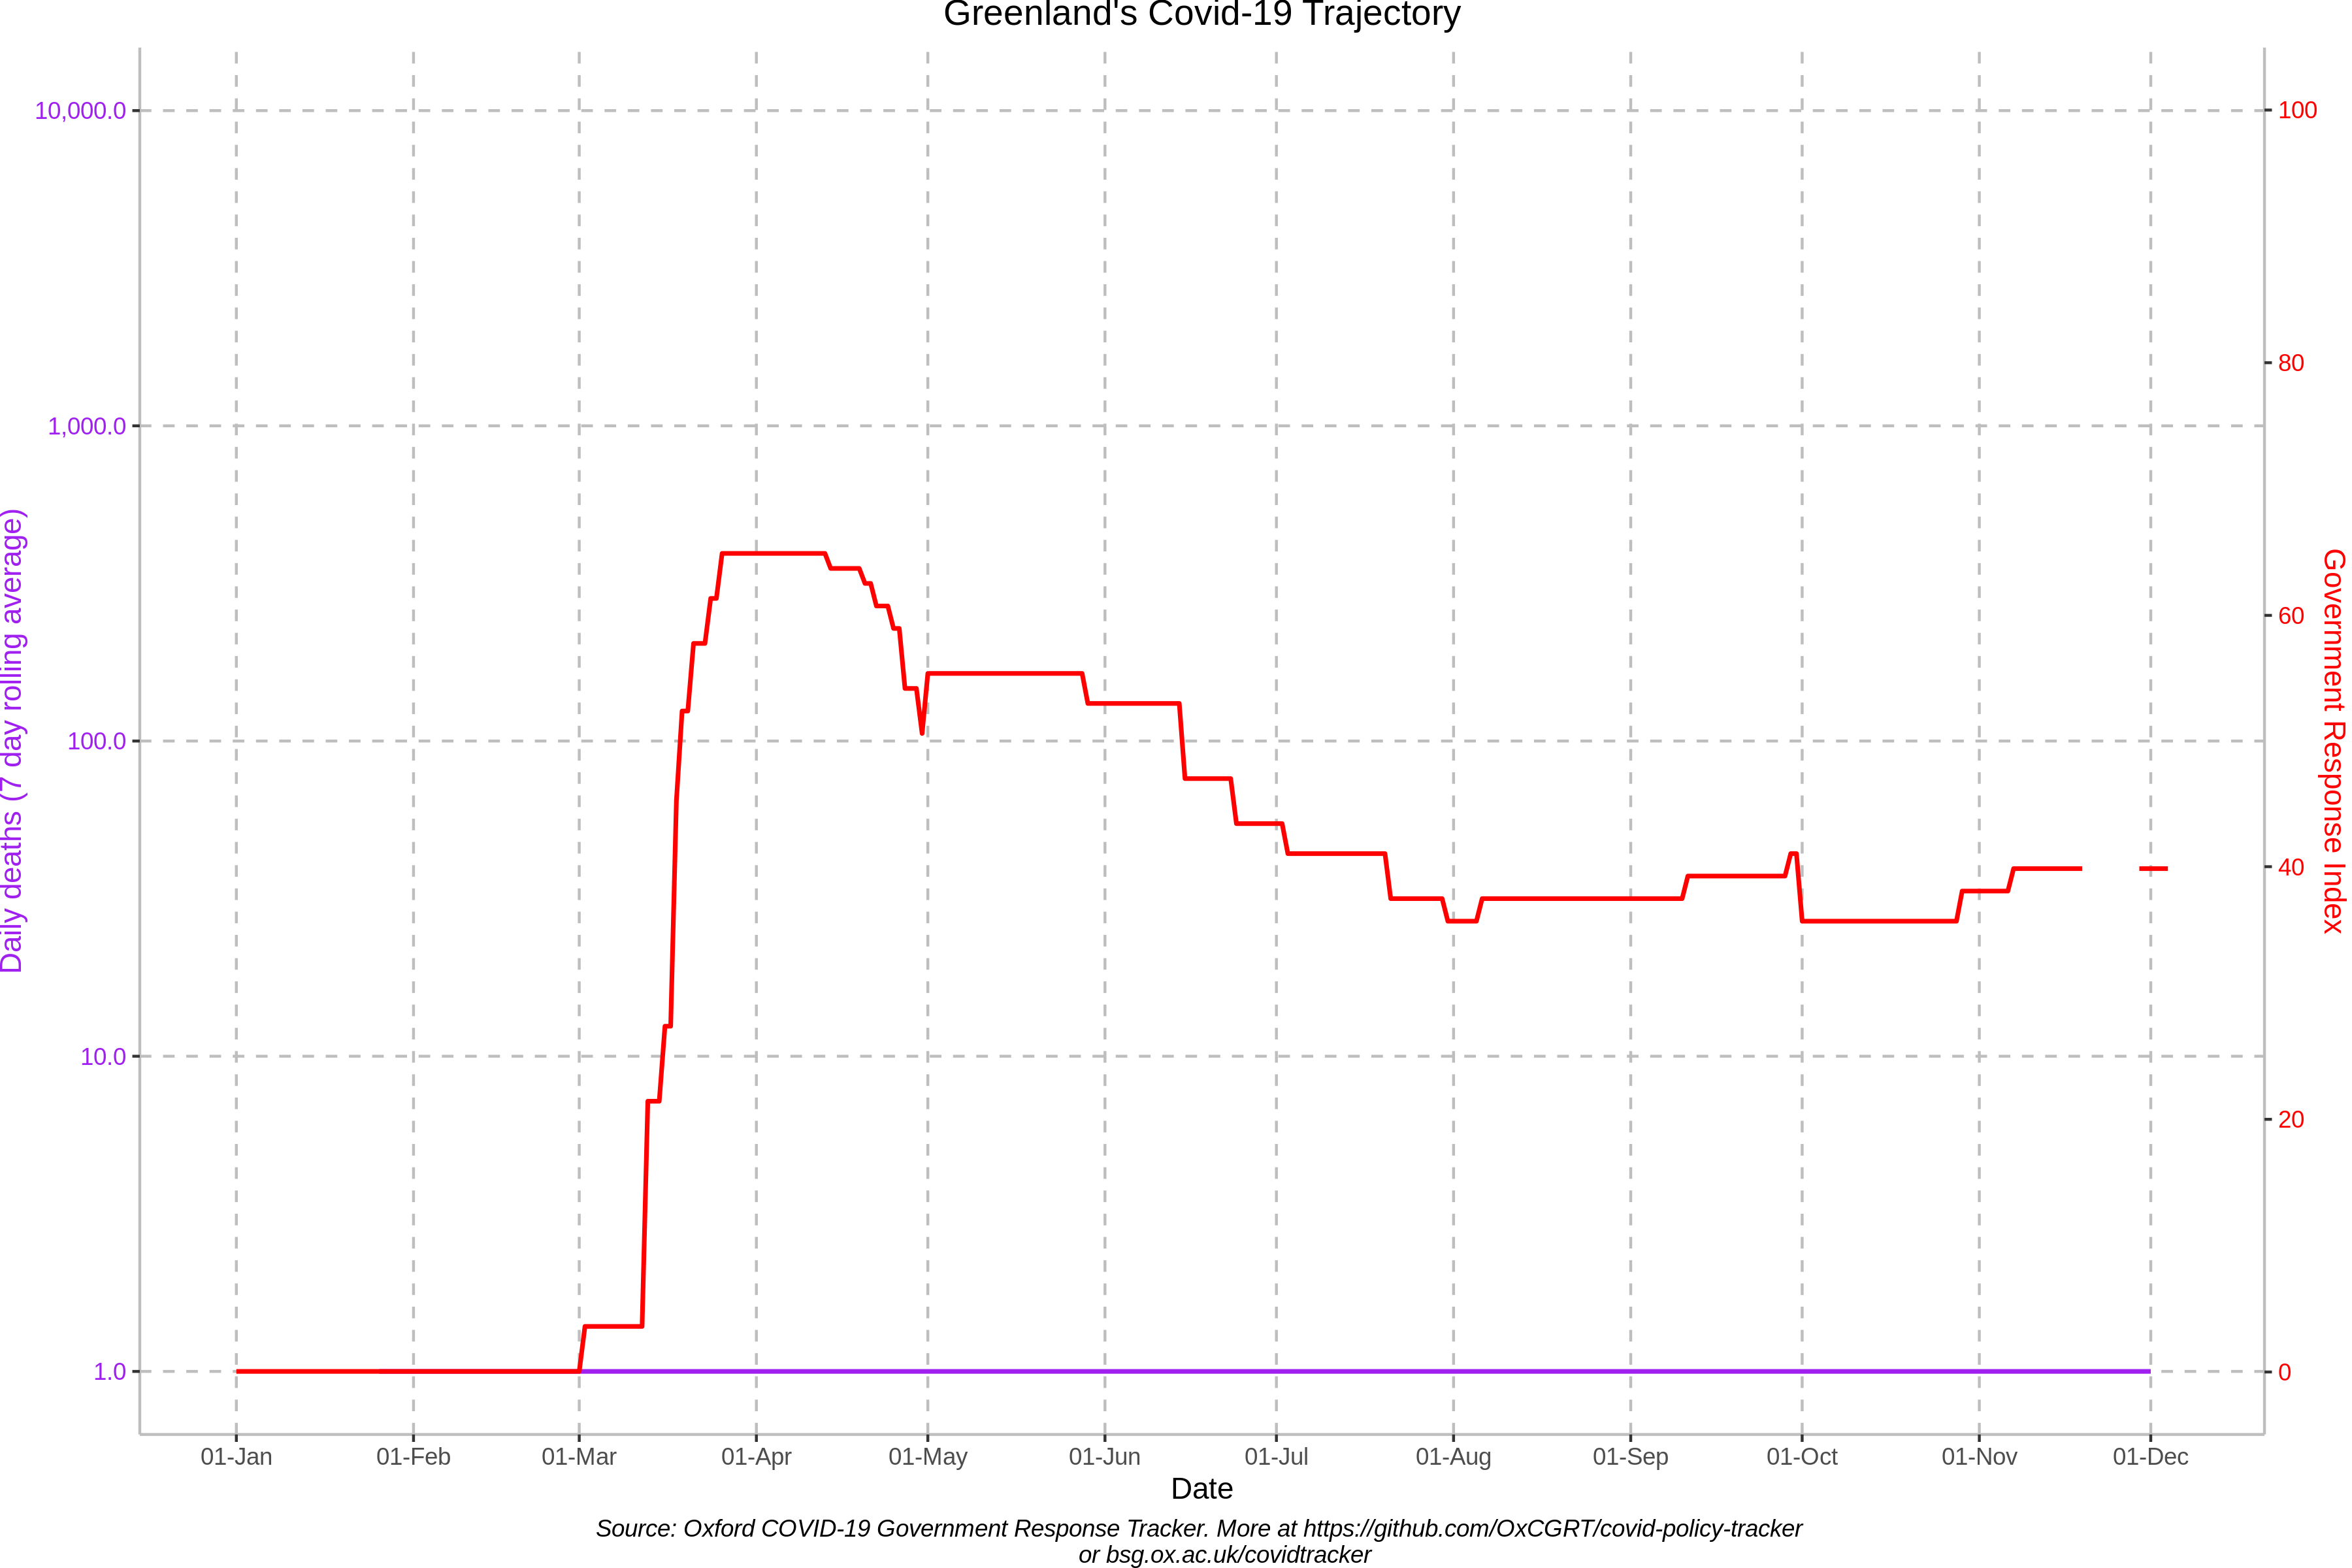 Greenland's Covid-19 Trajectory
10,000.0
1,000.0
100.0
10.0
1.0
Daily deaths (7 day rolling average)
100
80
60
40
20
0
Government Response Index
01-Jan 01-Feb 01-Mar 01-Apr 01-May 01-Jun 01-Jul 01-Aug 01-Sep 01-Oct 01-Nov 01-Dec
Date
Source: Oxford COVID-19 Government Response Tracker. More at https://github.com/OxCGRT/covid-policy-tracker
or bsg.ox.ac.uk/covidtracker